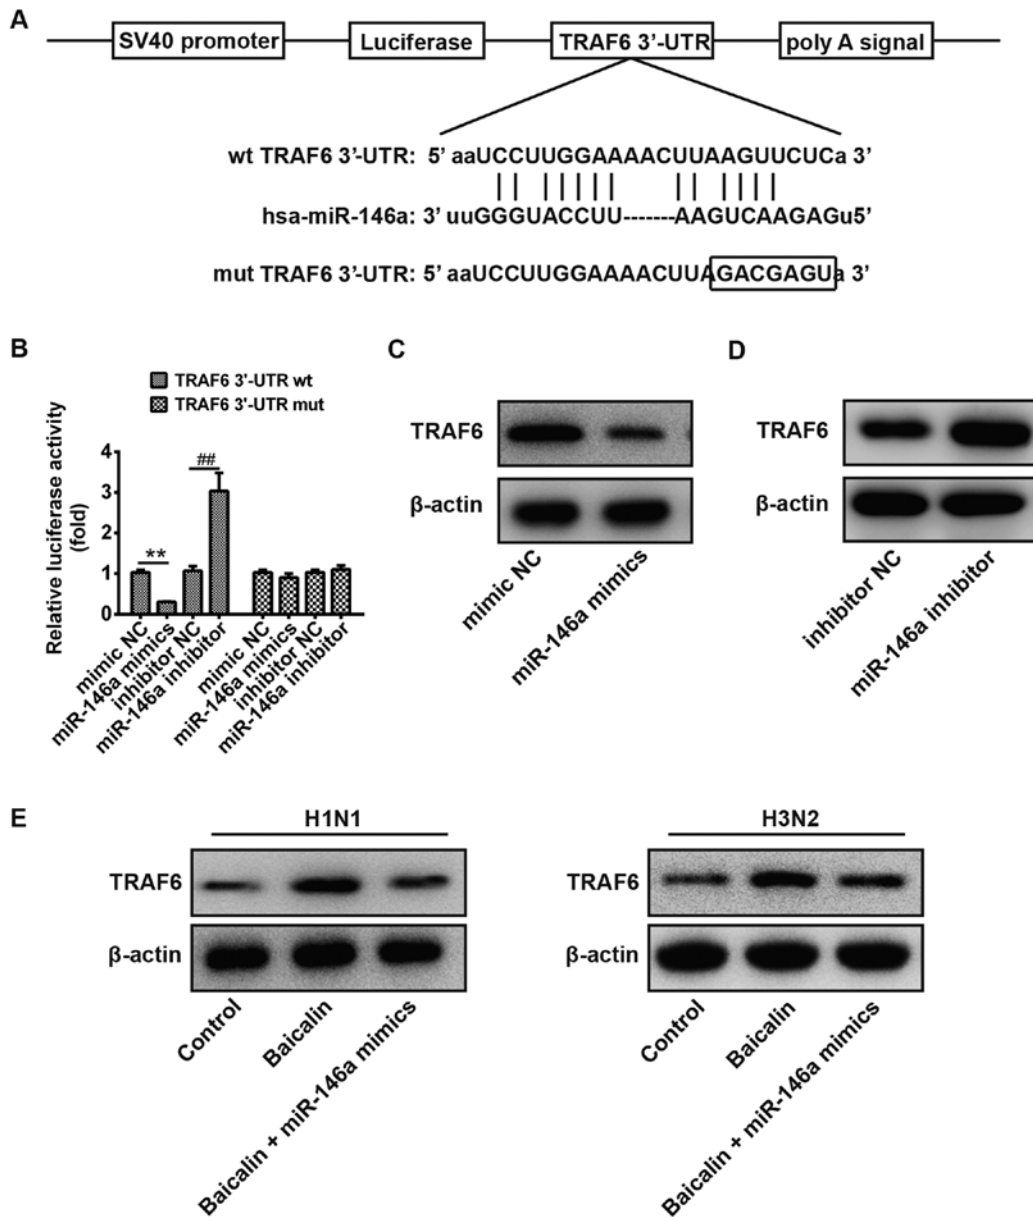 A
SV40 promoter
Luciferase
TRAF6 3'-UTR
poly A signal
wt TRAF6 3'-UTR: 5' aaUCCUUGGAAAACUUAAGUUCUCa 3'
hsa-miR-146a: 3' uuGGGUACCUU-------AAGUCAAGAGu5'
mut TRAF6 3'-UTR: 5' aaUCCUUGGAAAACUUAGACGAGUa 3'
B
TRAF6 3'-UTR wt
TRAF6 3'-UTR mut
Relative luciferase activity
(fold)
4
3
2
1
0
**
##
mimic NC
miR-146a mimics
inhibitor NC
miR-146a inhibitor
mimic NC
miR-146a mimics
inhibitor NC
miR-146a inhibitor
C
TRAF6
β-actin
mimic NC
miR-146a mimics
D
TRAF6
β-actin
inhibitor NC
miR-146a inhibitor
E
H1N1
TRAF6
β-actin
Control
Baicalin
Baicalin + miR-146a mimics
H3N2
TRAF6
β-actin
Control
Baicalin
Baicalin + miR-146a mimics